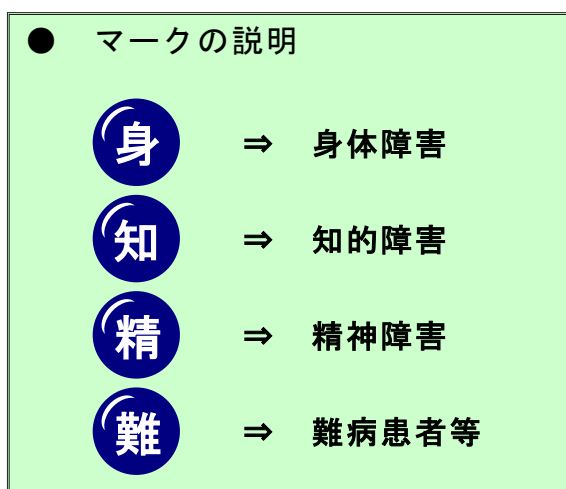 ● マークの説明
身 ⇒ 身体障害
知 ⇒ 知的障害
精 ⇒ 精神障害
難 ⇒ 難病患者等